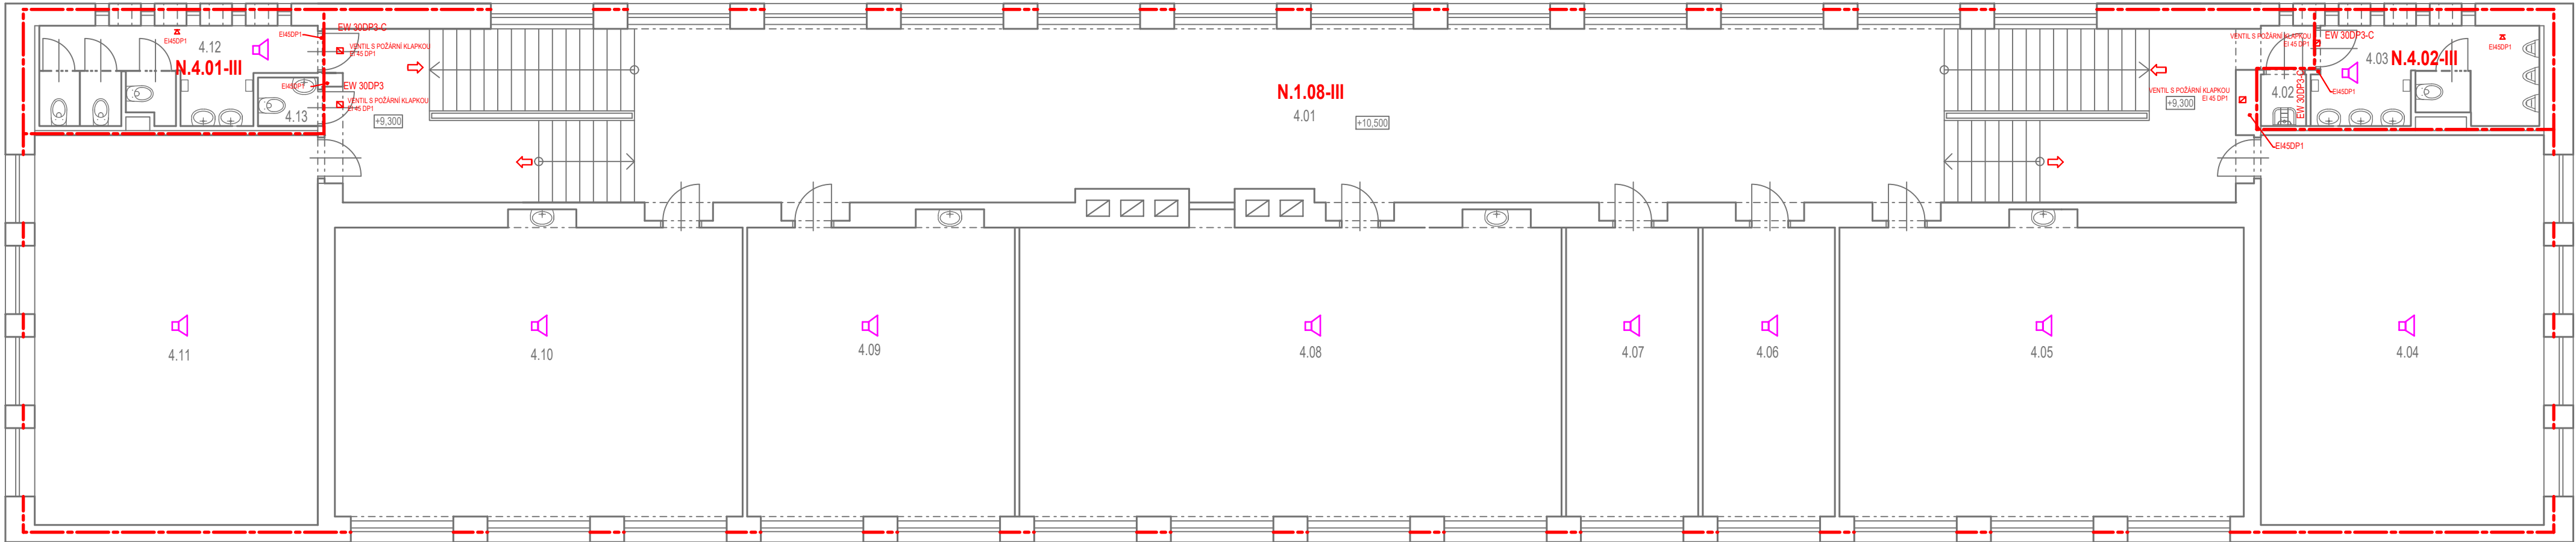 EW 30DP3-C
EI45DP1
VENTIL S POŽÁRNÍ KLAPKOU
EI 45 DP1
EI45DP1
4.12
N.4.01-III
EI45DP1
EW 30DP3
VENTIL S POŽÁRNÍ KLAPKOU
EI 45 DP1
4.13
+9,300
N.1.08-III
4.01
+10,500
VENTIL S POŽÁRNÍ KLAPKOU
EI 45 DP1
EW 30DP3-C
4.03
N.4.02-III
EI45DP1
VENTIL S POŽÁRNÍ KLAPKOU
EI 45 DP1
+9,300
4.02
EW 30DP3-C
EI45DP1
EI45DP1
4.11
4.10
4.09
4.08
4.07
4.06
4.05
4.04